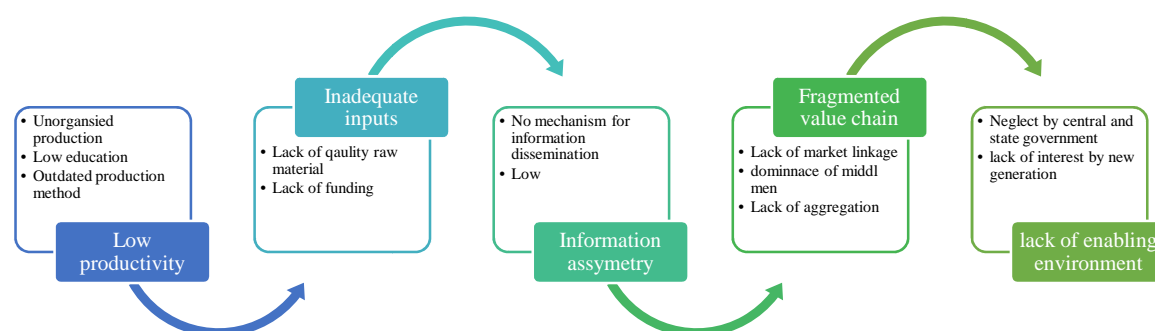 • Unorgansied
production
• Low education
• Outdated production
method
Low
productivity
Inadequate
inputs
• Lack of qaulity raw
material
• Lack of funding
• No mechanism for
information
dissemination
• Low
Information
assymetry
Fragmented
value chain
• Lack of market linkage
• dominnace of middl
men
• Lack of aggregation
• Neglect by central and
state government
• lack of interest by new
generation
lack of enabling
environment